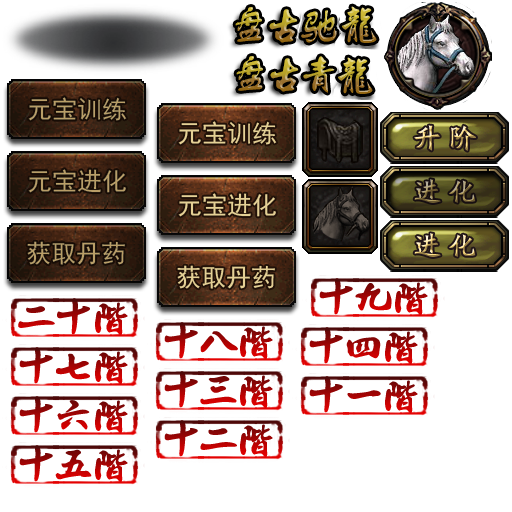 盘古驰龍
盘古青龍
元宝训练
元宝进化
获取丹药
元宝训练
元宝进化
获取丹药
升阶
进化
进化
二十階
十七階
十六階
十五階
十八階
十三階
十二階
十九階
十四階
十一階